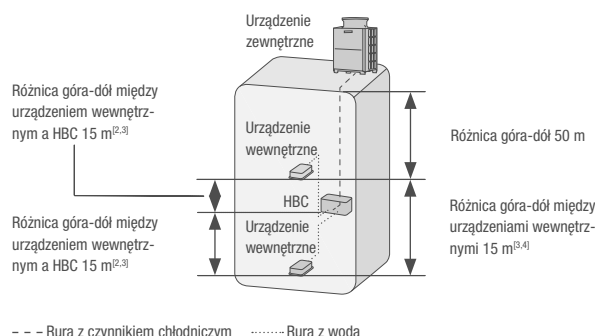 Urządzenie
zewnętrzne
Różnica góra-dół między
urządzeniem wewnętrz-
nym a HBC 15 m[2,3]
Urządzenie
wewnętrzne
Różnica góra-dół 50 m
HBC
Różnica góra-dół między
urządzeniami wewnętrz-
nymi 15 m[3,4]
Różnica góra-dół między
urządzeniem wewnętrz-
nym a HBC 15 m[2,3]
Urządzenie
wewnętrzne
Rura z czynnikiem chłodniczym Rura z wodą